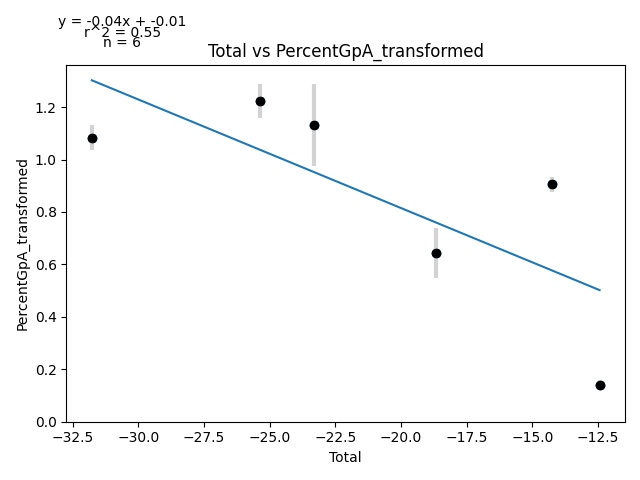 y = -0.04x + -0.01
r^2 = 0.55
n = 6
Total vs PercentGpA_transformed
PercentGpA_transformed
1.2
1.0
0.8
0.6
0.4
0.2
0.0
−32.5 −30.0 −27.5 −25.0 −22.5 −20.0 −17.5 −15.0 −12.5
Total